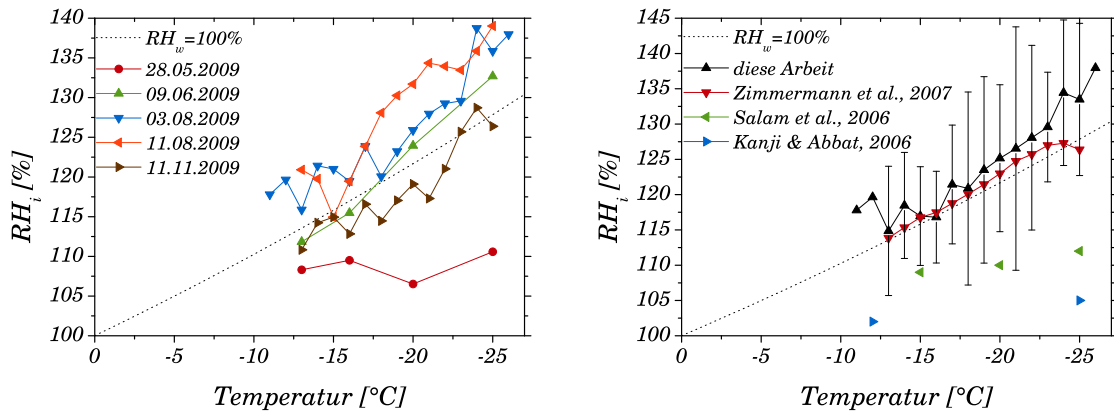 140
135
130
125
120
115
110
105
100
RH_i [%]
RH_w=100%
28.05.2009
09.06.2009
03.08.2009
11.08.2009
11.11.2009
0 -5 -10 -15 -20 -25
Temperatur [°C]
145
140
135
130
125
120
115
110
105
100
RH_i [%]
RH_w=100%
diese Arbeit
Zimmermann et al., 2007
Salam et al., 2006
Kanji & Abbat, 2006
0 -5 -10 -15 -20 -25
Temperatur [°C]